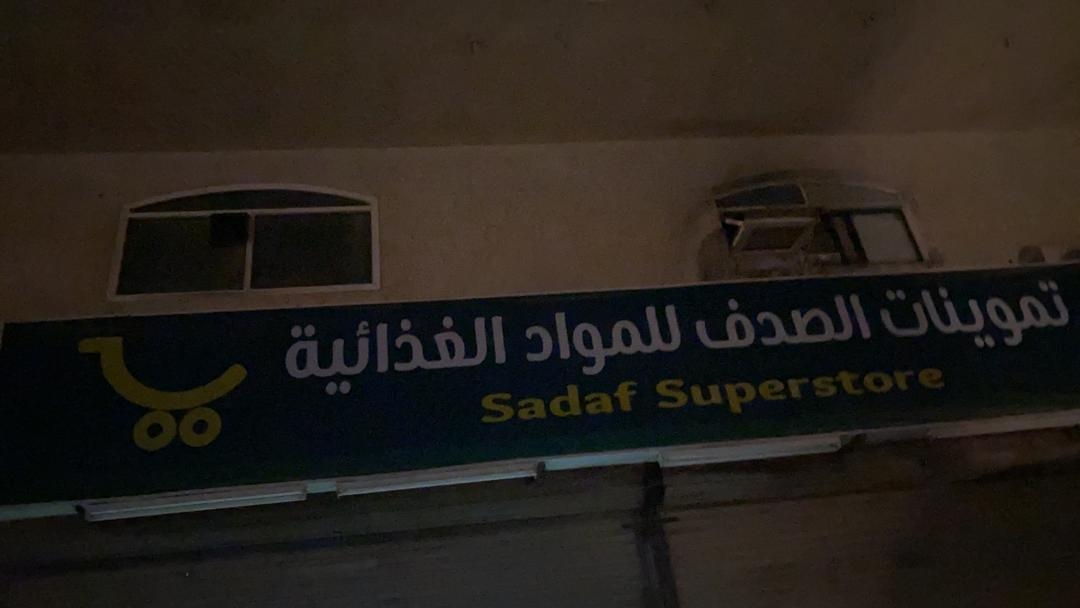 تموينات الصدف للمواد الغذائية
Sadaf Superstore